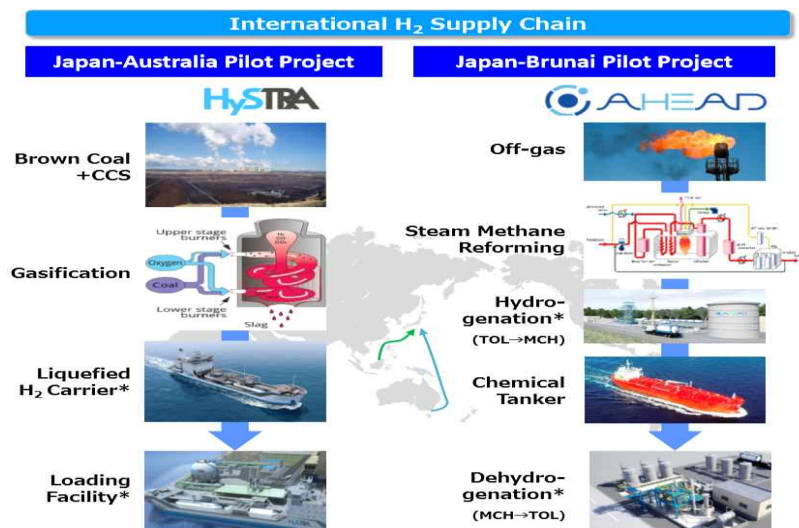 International H₂ Supply Chain
Japan-Australia Pilot Project
HySTRA
Brown Coal
+CCS
Gasification
Upper stage
burners
H₂
Oxygen
Coal
Lower stage
burners
Slag
Liquefied
H₂ Carrier*
Loading
Facility*
Japan-Brunai Pilot Project
AHEAD
Off-gas
Steam Methane
Reforming
Hydro-
genation*
(TOL→MCH)
Chemical
Tanker
Dehydro-
genation*
(MCH→TOL)